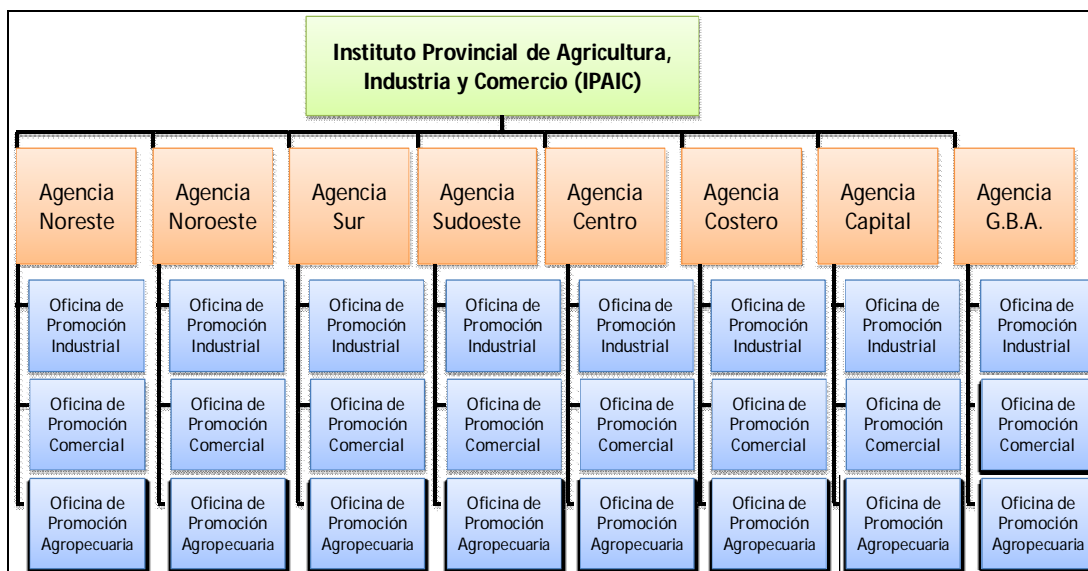 Instituto Provincial de Agricultura,
Industria y Comercio (IPAIC)
Agencia
Noreste
Agencia
Noroeste
Agencia
Sur
Agencia
Sudoeste
Agencia
Centro
Agencia
Costero
Agencia
Capital
Agencia
G.B.A.
Oficina de
Promoción
Industrial
Oficina de
Promoción
Industrial
Oficina de
Promoción
Industrial
Oficina de
Promoción
Industrial
Oficina de
Promoción
Industrial
Oficina de
Promoción
Industrial
Oficina de
Promoción
Industrial
Oficina de
Promoción
Industrial
Oficina de
Promoción
Comercial
Oficina de
Promoción
Comercial
Oficina de
Promoción
Comercial
Oficina de
Promoción
Comercial
Oficina de
Promoción
Comercial
Oficina de
Promoción
Comercial
Oficina de
Promoción
Comercial
Oficina de
Promoción
Comercial
Oficina de
Promoción
Agropecuaria
Oficina de
Promoción
Agropecuaria
Oficina de
Promoción
Agropecuaria
Oficina de
Promoción
Agropecuaria
Oficina de
Promoción
Agropecuaria
Oficina de
Promoción
Agropecuaria
Oficina de
Promoción
Agropecuaria
Oficina de
Promoción
Agropecuaria